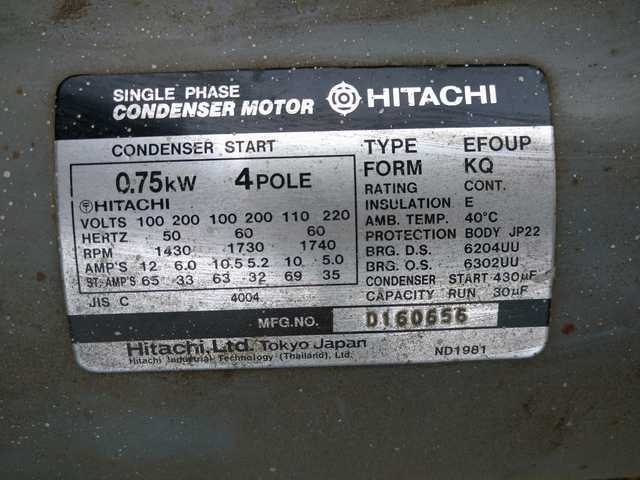 SINGLE PHASE
CONDENSER MOTOR
HITACHI
CONDENSER START
0.75kW 4POLE
HITACHI
VOLTS 100 200 100 200 110 220
HERTZ 50 60 60
RPM 1430 1730 1740
AMP'S 12 6.0 10.5 5.2 10 5.0
ST. AMP'S 65 33 63 32 69 35
JIS C 4004
TYPE EFOUP
FORM KQ
RATING CONT.
INSULATION E
AMB. TEMP. 40°C
PROTECTION BODY JP22
BRG. D.S. 6204UU
BRG. O.S. 6302UU
CONDENSER START 430µF
CAPACITY RUN 30µF
MFG.NO. D160656
Hitachi, Ltd. Tokyo Japan
Hitachi Industrial Technology (Thailand), Ltd.
ND1981